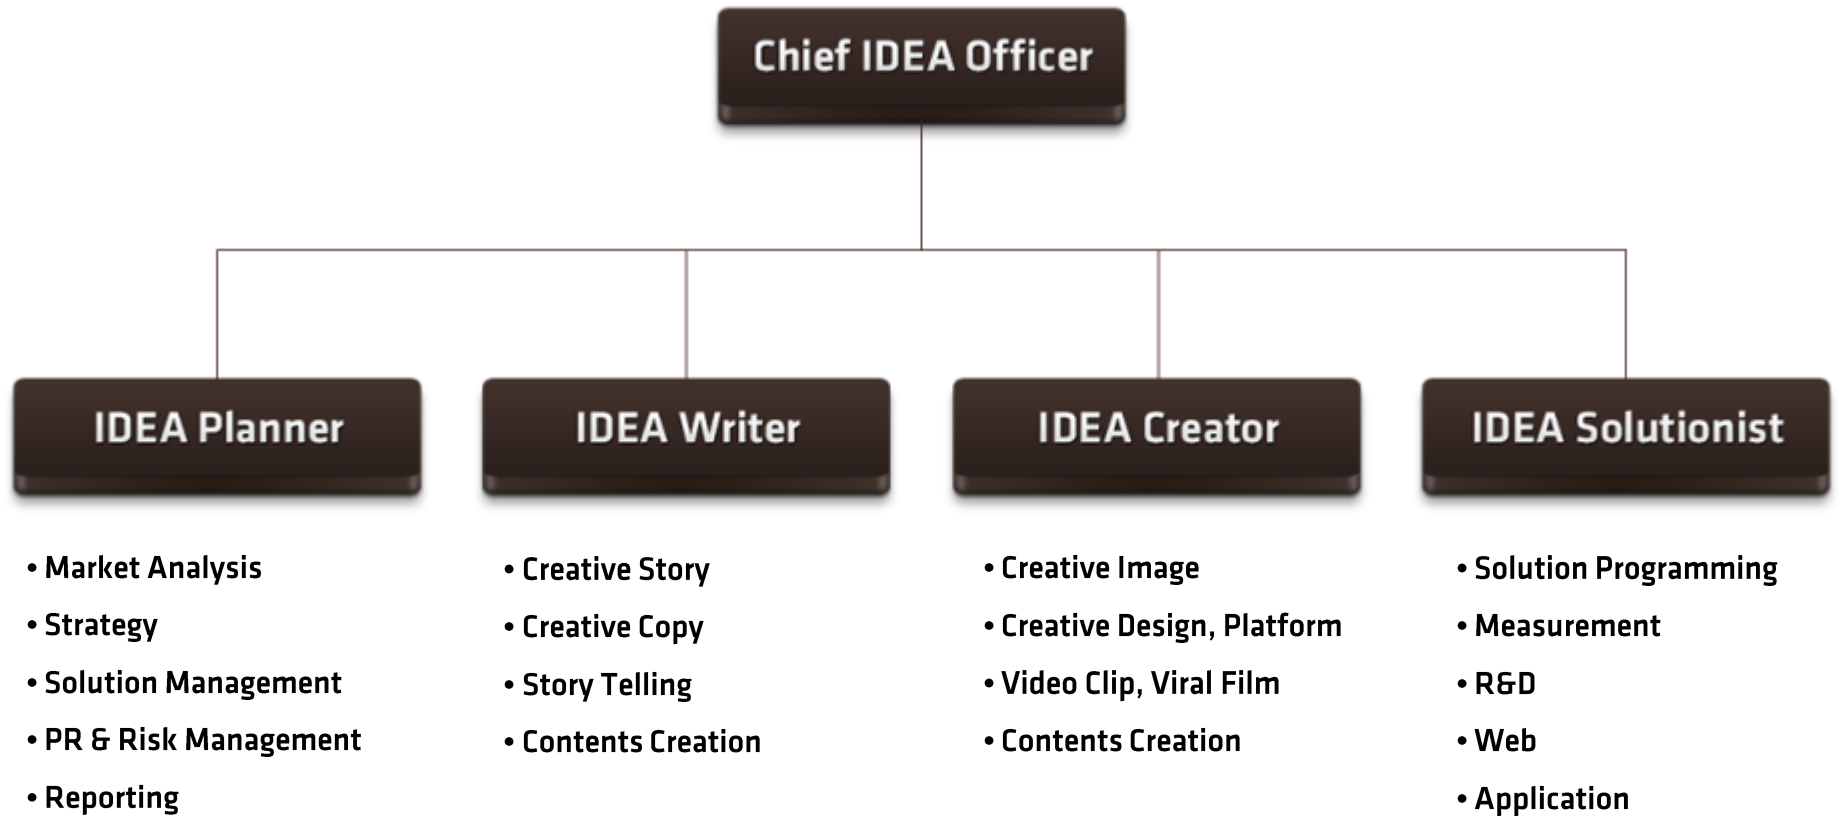 Chief IDEA Officer
IDEA Planner
• Market Analysis
• Strategy
• Solution Management
• PR & Risk Management
• Reporting
IDEA Writer
• Creative Story
• Creative Copy
• Story Telling
• Contents Creation
IDEA Creator
• Creative Image
• Creative Design, Platform
• Video Clip, Viral Film
• Contents Creation
IDEA Solutionist
• Solution Programming
• Measurement
• R&D
• Web
• Application